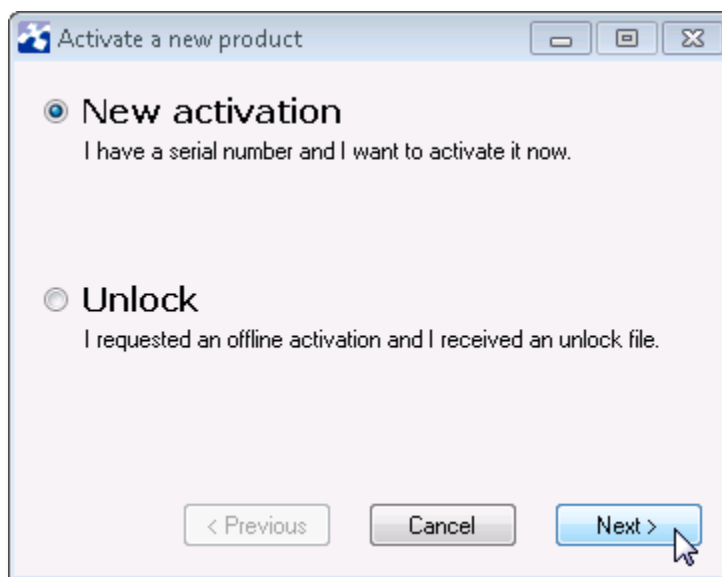 Activate a new product
New activation
I have a serial number and I want to activate it now.
Unlock
I requested an offline activation and I received an unlock file.
< Previous
Cancel
Next >